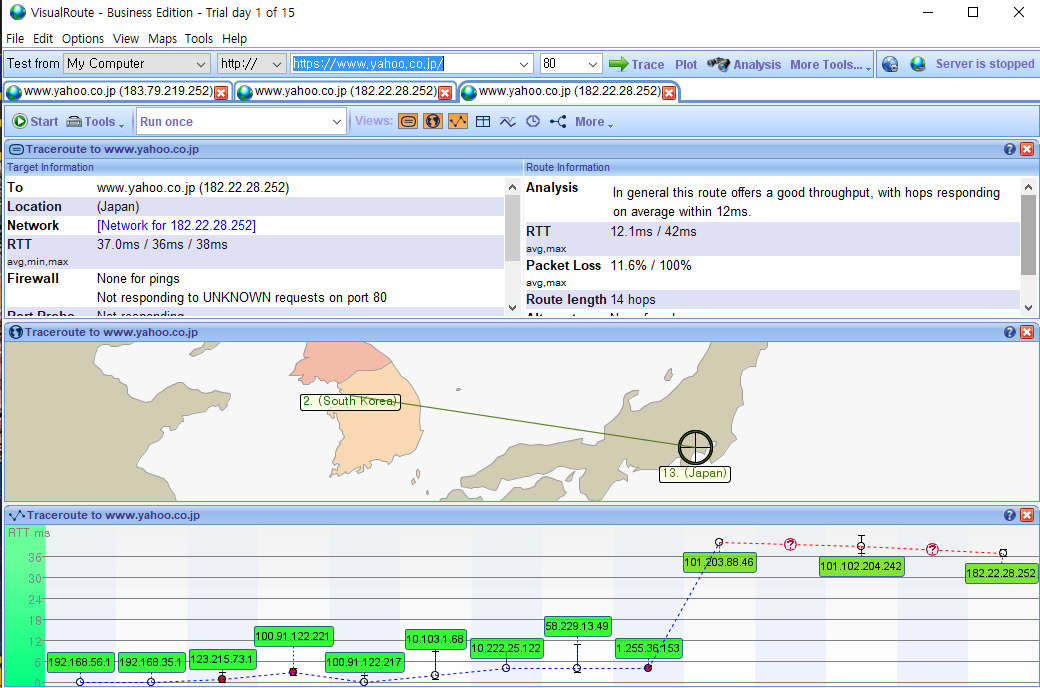 VisualRoute - Business Edition - Trial day 1 of 15
File Edit Options View Maps Tools Help
Test from My Computer http:// https://www.yahoo.co.jp/ 80 Trace Plot Analysis More Tools... Server is stopped
www.yahoo.co.jp (183.79.219.252) www.yahoo.co.jp (182.22.28.252) www.yahoo.co.jp (182.22.28.252)
Start Tools Run once Views: More
Traceroute to www.yahoo.co.jp
Target Information
To www.yahoo.co.jp (182.22.28.252)
Location (Japan)
Network [Network for 182.22.28.252]
RTT 37.0ms / 36ms / 38ms
avg,min,max
Firewall None for pings
Not responding to UNKNOWN requests on port 80
Port Probe Not responding
Route Information
Analysis In general this route offers a good throughput, with hops responding
on average within 12ms.
RTT 12.1ms / 42ms
avg,max
Packet Loss 11.6% / 100%
avg,max
Route length 14 hops
Traceroute to www.yahoo.co.jp
2. (South Korea)
13. (Japan)
Traceroute to www.yahoo.co.jp
RTT ms
36
30
24
18
12
6
0
192.168.56.1
192.168.35.1
123.215.73.1
100.91.122.221
100.91.122.217
10.103.1.68
10.222.25.122
58.229.13.49
1.255.36.153
101.203.88.46
?
101.102.204.242
?
182.22.28.252